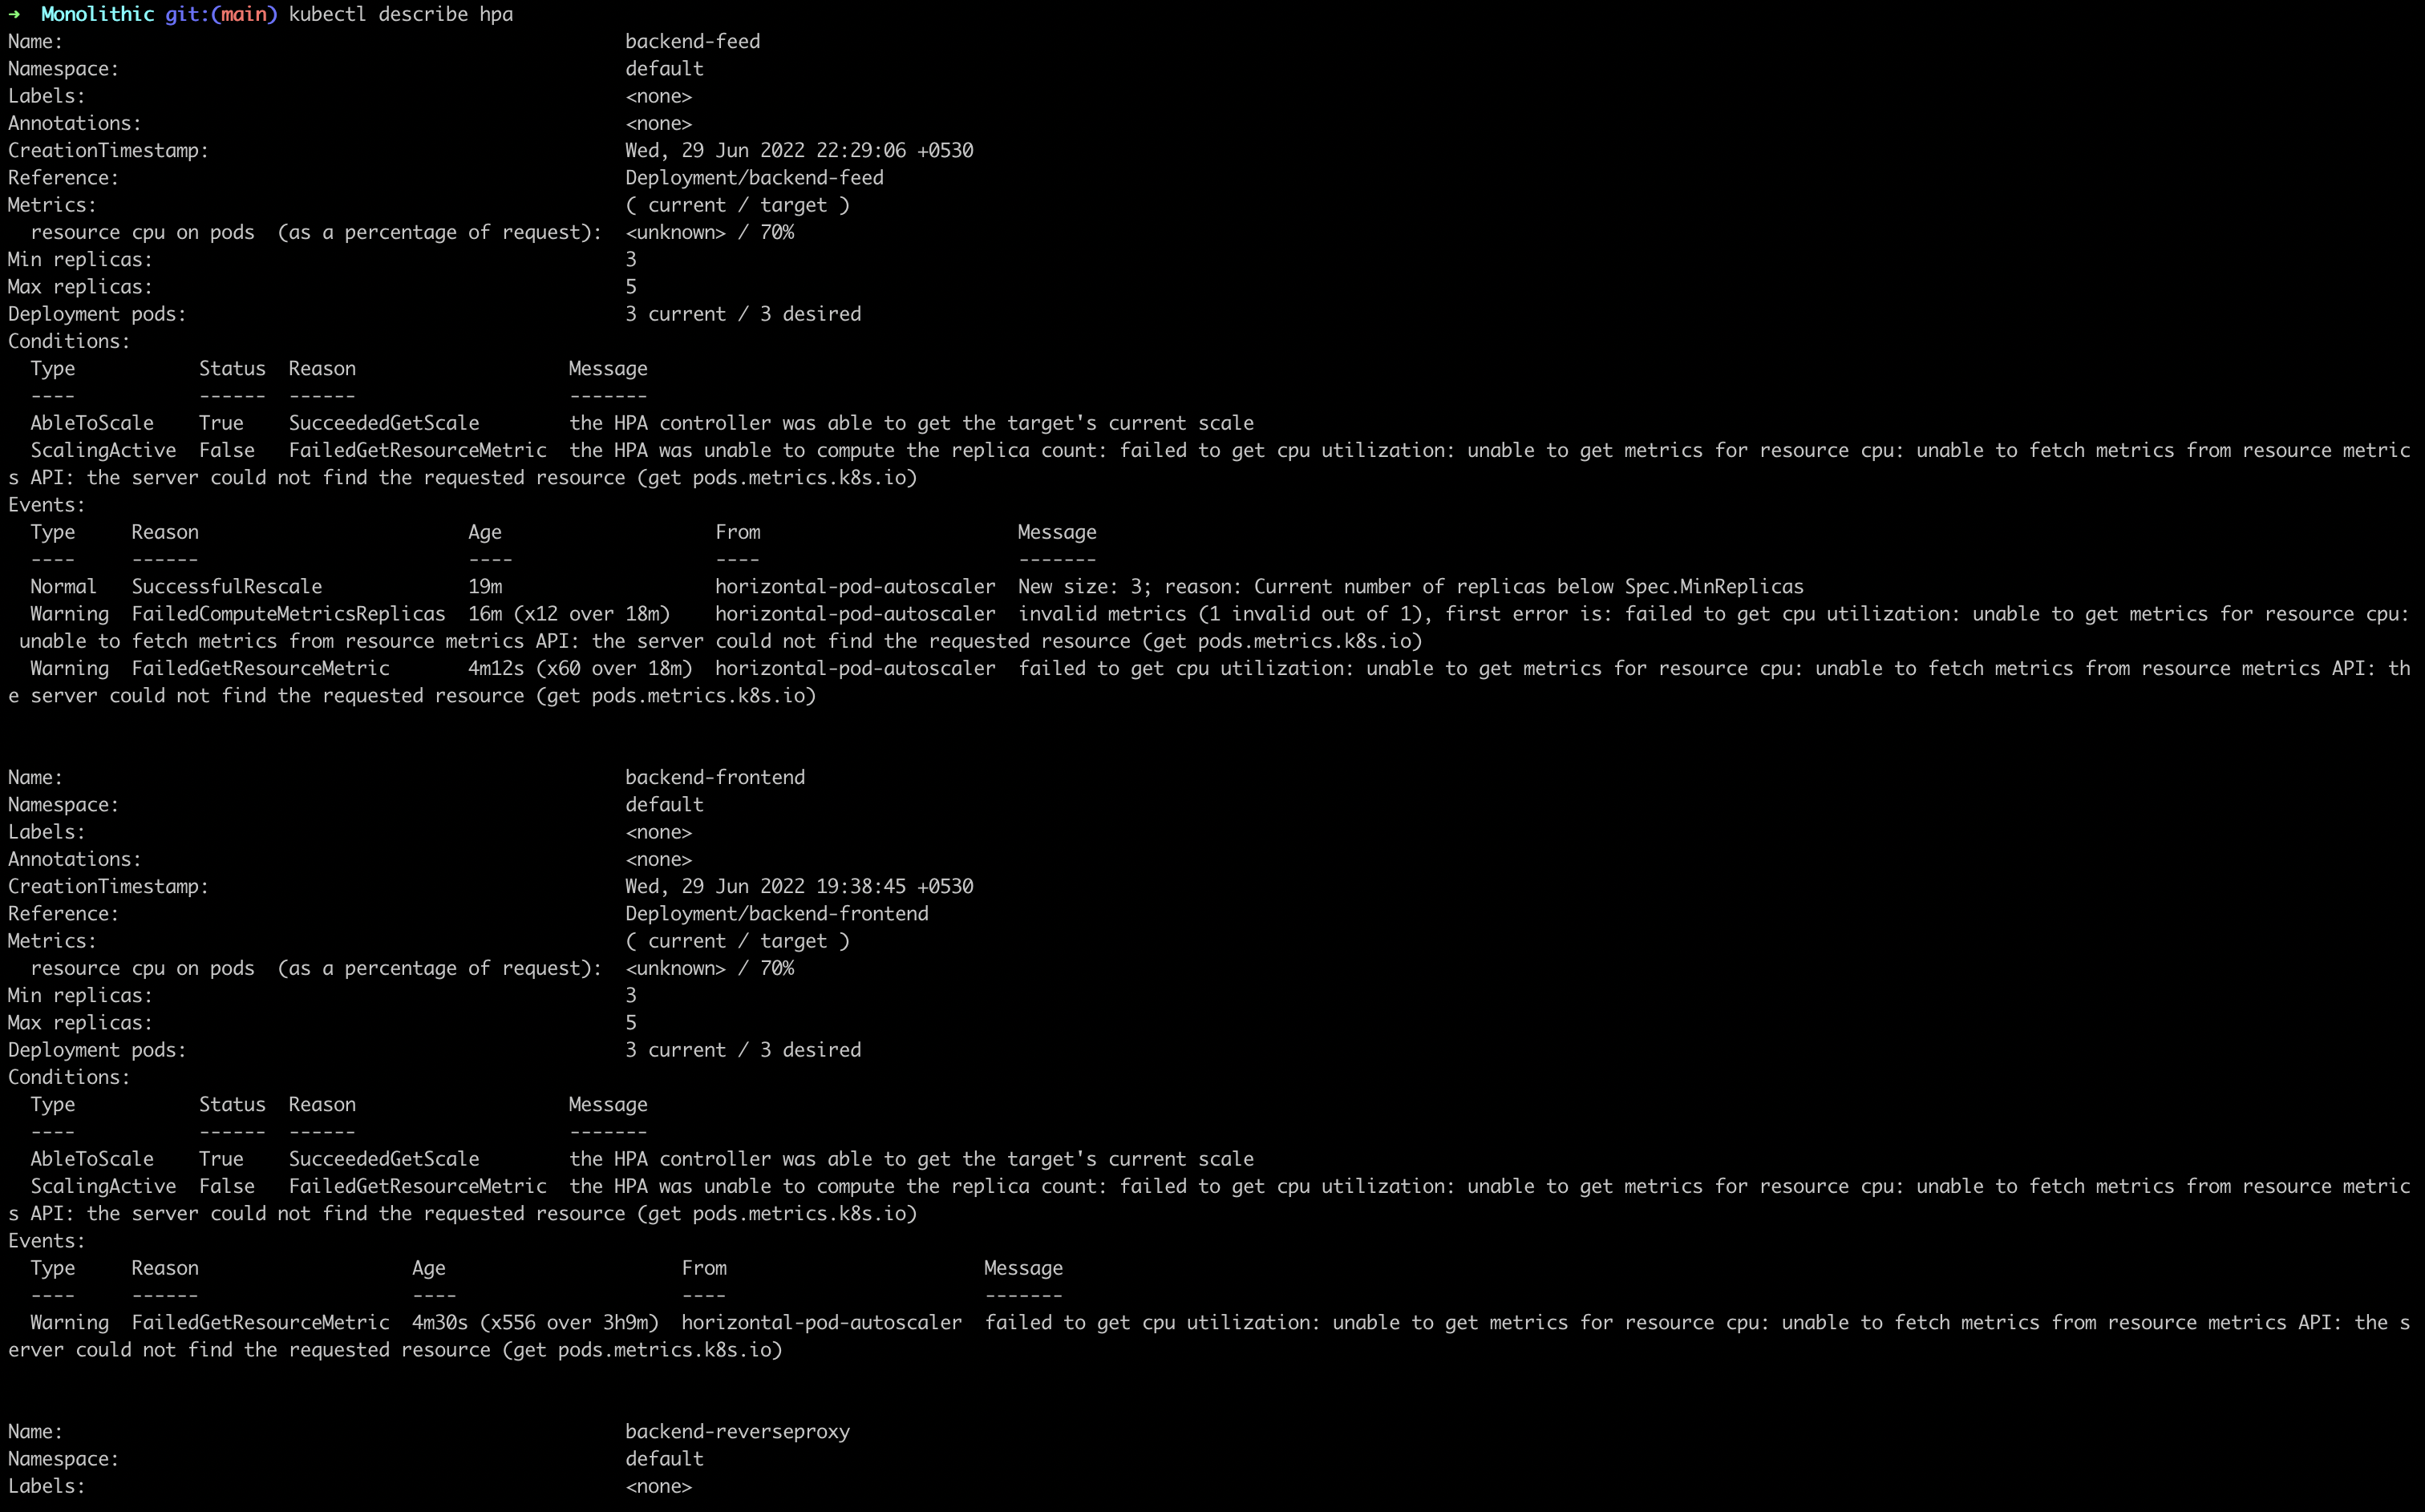 ➜  Monolithic git:(main) kubectl describe hpa
Name:                                                  backend-feed
Namespace:                                             default
Labels:                                                <none>
Annotations:                                           <none>
CreationTimestamp:                                     Wed, 29 Jun 2022 22:29:06 +0530
Reference:                                             Deployment/backend-feed
Metrics:                                               ( current / target )
  resource cpu on pods  (as a percentage of request):  <unknown> / 70%
Min replicas:                                          3
Max replicas:                                          5
Deployment pods:                                       3 current / 3 desired
Conditions:
  Type           Status  Reason                   Message
  ----           ------  ------                   -------
  AbleToScale    True    SucceededGetScale        the HPA controller was able to get the target's current scale
  ScalingActive  False   FailedGetResourceMetric  the HPA was unable to compute the replica count: failed to get cpu utilization: unable to get metrics for resource cpu: unable to fetch metrics from resource metric
s API: the server could not find the requested resource (get pods.metrics.k8s.io)
Events:
  Type     Reason                        Age                   From                       Message
  ----     ------                        ----                  ----                       -------
  Normal   SuccessfulRescale             19m                   horizontal-pod-autoscaler  New size: 3; reason: Current number of replicas below Spec.MinReplicas
  Warning  FailedComputeMetricsReplicas  16m (x12 over 18m)    horizontal-pod-autoscaler  invalid metrics (1 invalid out of 1), first error is: failed to get cpu utilization: unable to get metrics for resource cpu:
 unable to fetch metrics from resource metrics API: the server could not find the requested resource (get pods.metrics.k8s.io)
  Warning  FailedGetResourceMetric       4m12s (x60 over 18m)  horizontal-pod-autoscaler  failed to get cpu utilization: unable to get metrics for resource cpu: unable to fetch metrics from resource metrics API: th
e server could not find the requested resource (get pods.metrics.k8s.io)
Name:                                                  backend-frontend
Namespace:                                             default
Labels:                                                <none>
Annotations:                                           <none>
CreationTimestamp:                                     Wed, 29 Jun 2022 19:38:45 +0530
Reference:                                             Deployment/backend-frontend
Metrics:                                               ( current / target )
  resource cpu on pods  (as a percentage of request):  <unknown> / 70%
Min replicas:                                          3
Max replicas:                                          5
Deployment pods:                                       3 current / 3 desired
Conditions:
  Type           Status  Reason                   Message
  ----           ------  ------                   -------
  AbleToScale    True    SucceededGetScale        the HPA controller was able to get the target's current scale
  ScalingActive  False   FailedGetResourceMetric  the HPA was unable to compute the replica count: failed to get cpu utilization: unable to get metrics for resource cpu: unable to fetch metrics from resource metric
s API: the server could not find the requested resource (get pods.metrics.k8s.io)
Events:
  Type     Reason                   Age                     From                       Message
  ----     ------                   ----                    ----                       -------
  Warning  FailedGetResourceMetric  4m30s (x556 over 3h9m)  horizontal-pod-autoscaler  failed to get cpu utilization: unable to get metrics for resource cpu: unable to fetch metrics from resource metrics API: the s
erver could not find the requested resource (get pods.metrics.k8s.io)
Name:                                                  backend-reverseproxy
Namespace:                                             default
Labels:                                                <none>